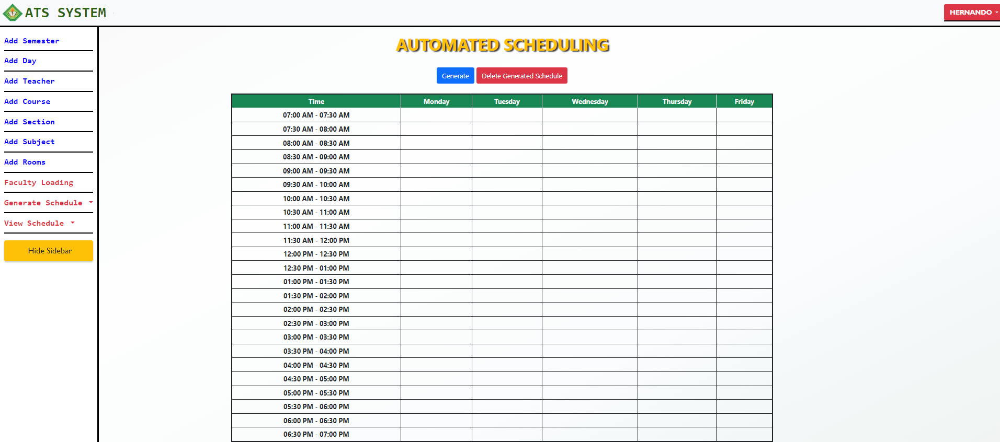 ATS SYSTEM
HERNANDO
Add Semester
Add Day
Add Teacher
Add Course
Add Section
Add Subject
Add Rooms
Faculty Loading
Generate Schedule
View Schedule
Hide Sidebar
AUTOMATED SCHEDULING
Generate Delete Generated Schedule
Time Monday Tuesday Wednesday Thursday Friday
07:00 AM - 07:30 AM
07:30 AM - 08:00 AM
08:00 AM - 08:30 AM
08:30 AM - 09:00 AM
09:00 AM - 09:30 AM
09:30 AM - 10:00 AM
10:00 AM - 10:30 AM
10:30 AM - 11:00 AM
11:00 AM - 11:30 AM
11:30 AM - 12:00 PM
12:00 PM - 12:30 PM
12:30 PM - 01:00 PM
01:00 PM - 01:30 PM
01:30 PM - 02:00 PM
02:00 PM - 02:30 PM
02:30 PM - 03:00 PM
03:00 PM - 03:30 PM
03:30 PM - 04:00 PM
04:00 PM - 04:30 PM
04:30 PM - 05:00 PM
05:00 PM - 05:30 PM
05:30 PM - 06:00 PM
06:00 PM - 06:30 PM
06:30 PM - 07:00 PM